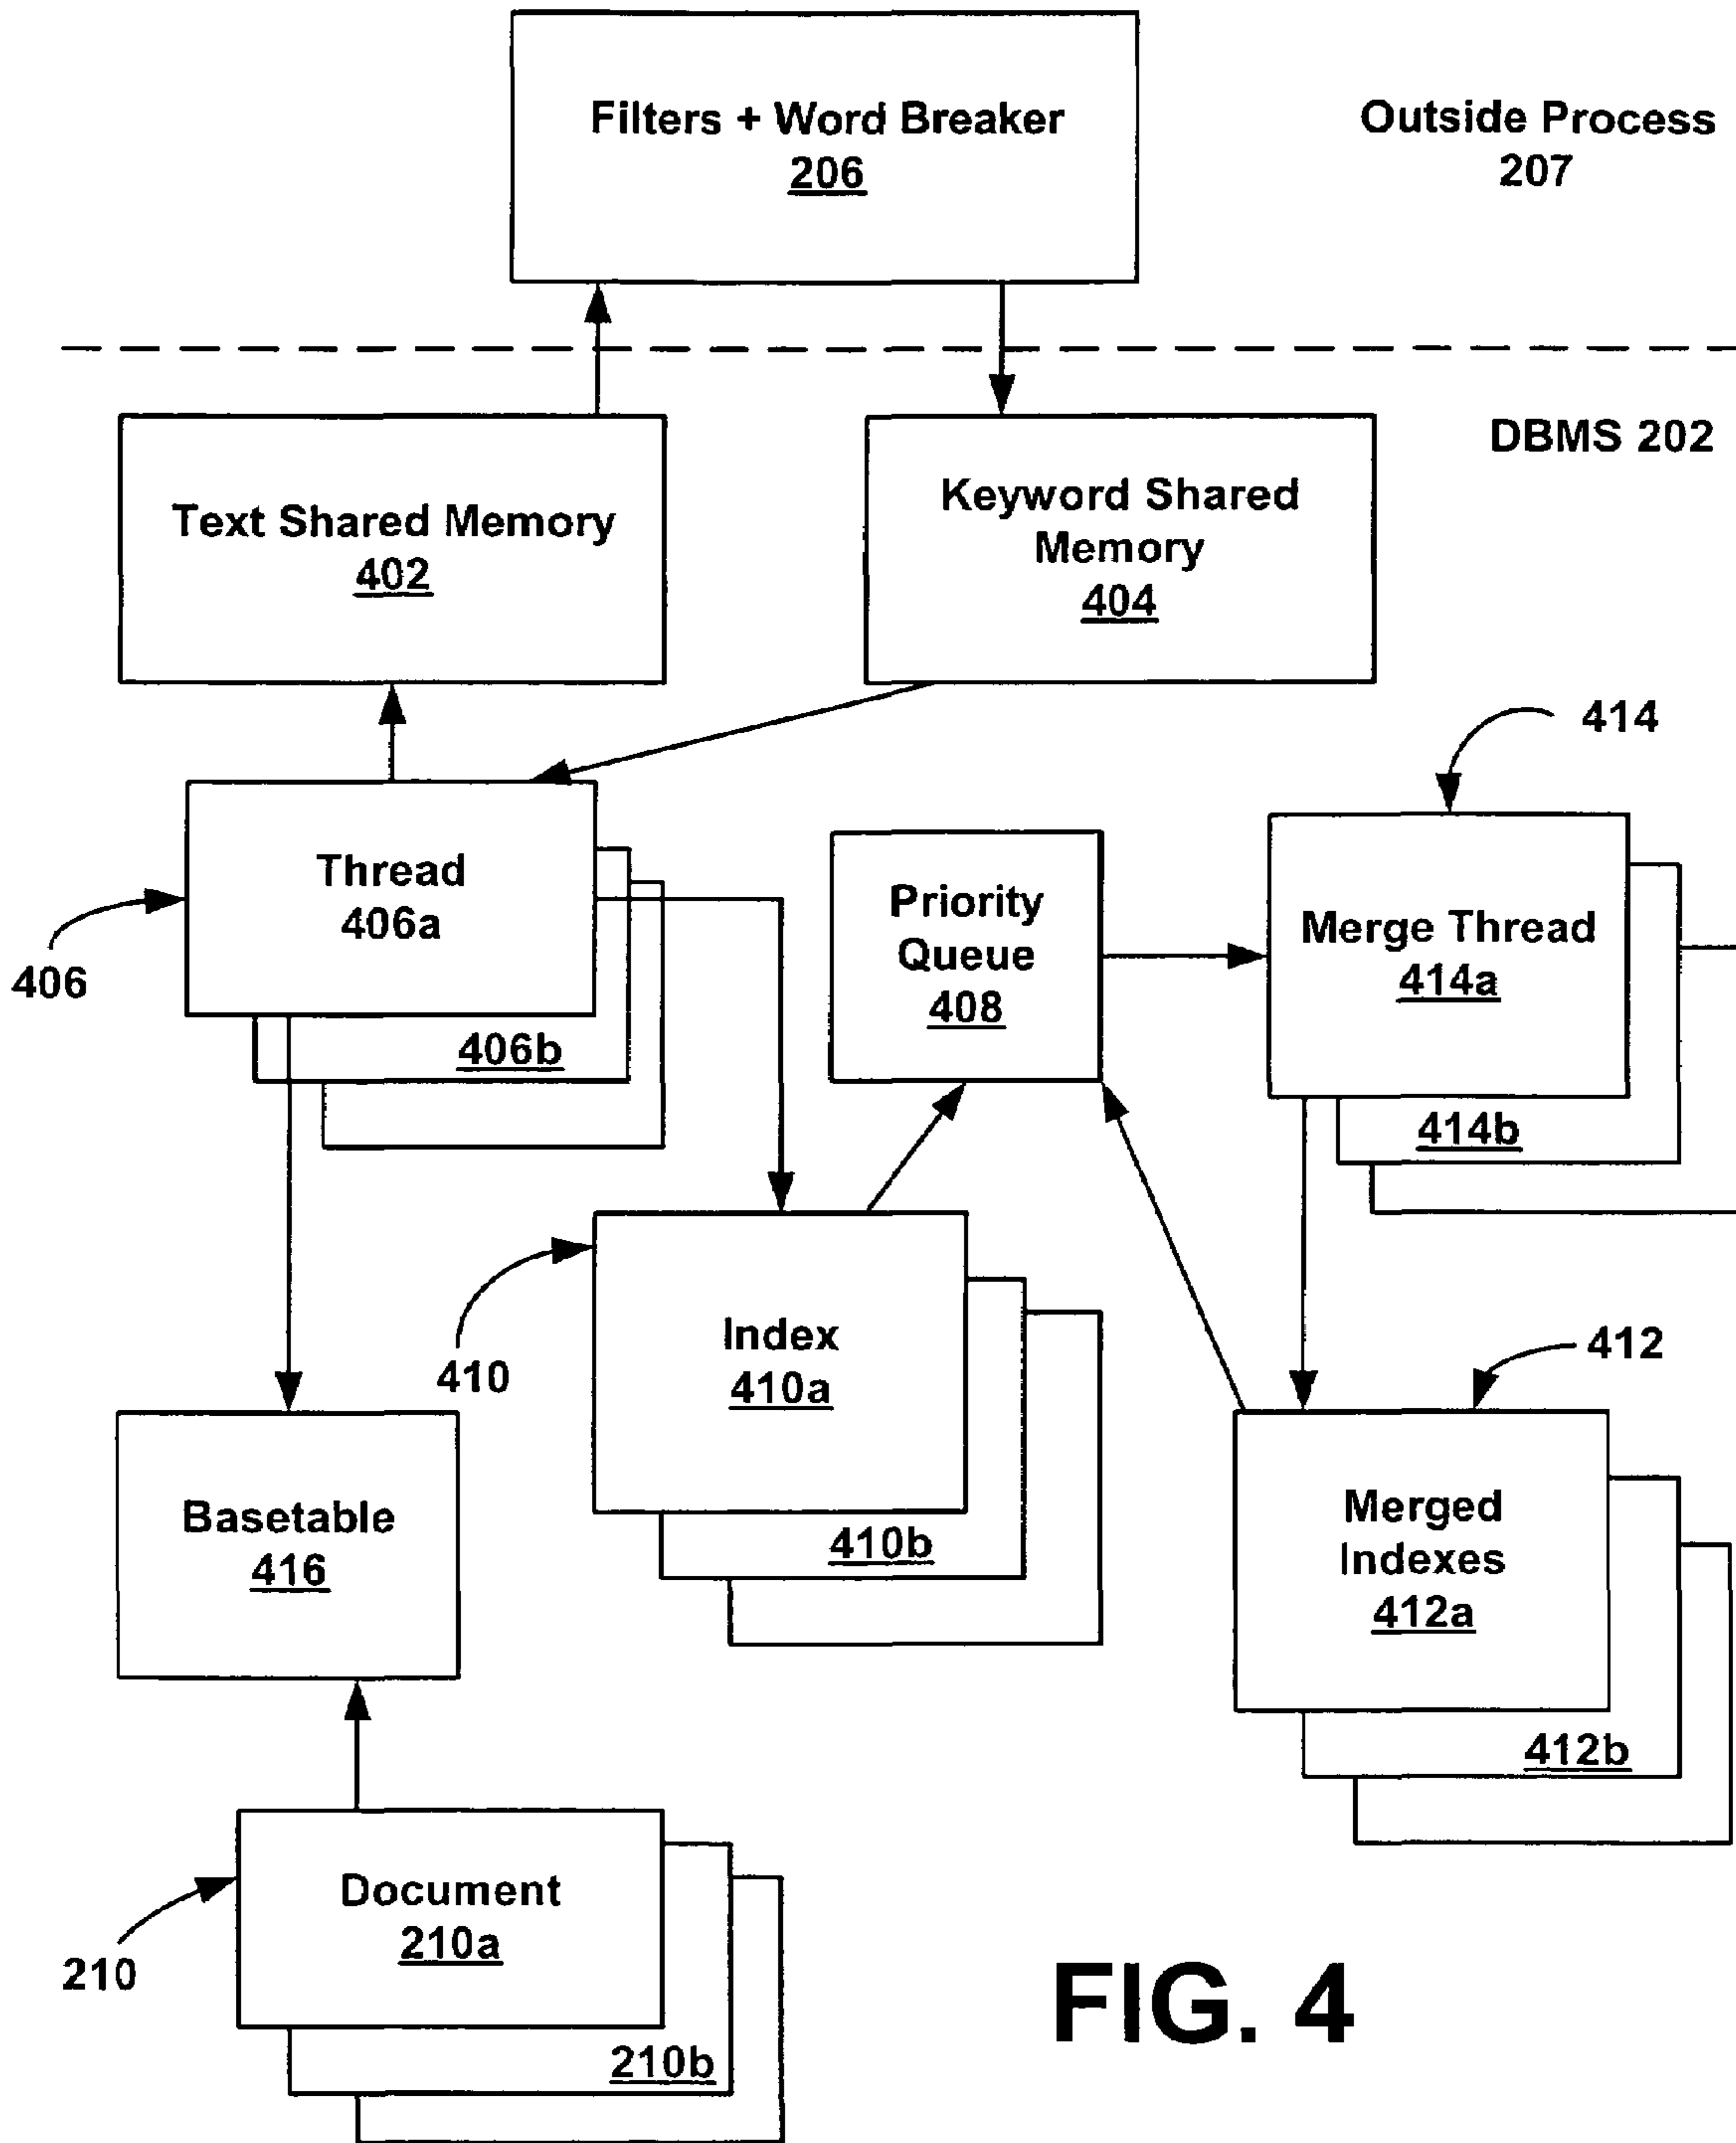 Filters + Word Breaker
206
Outside Process
207
DBMS 202
Text Shared Memory
402
Keyword Shared
Memory
404
414
Thread
406a
406
406b
Priority
Queue
408
Merge Thread
414a
414b
410
Index
410a
410b
412
Merged
Indexes
412a
412b
Basetable
416
Document
210a
210
210b
FIG. 4